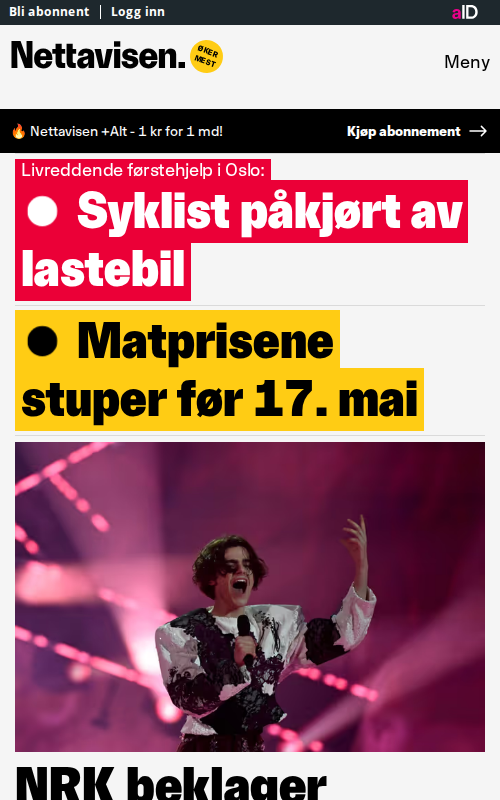 Bli abonnent | Logg inn
aID
Nettavisen.
ØKER
MEST
Meny
🔥 Nettavisen +Alt - 1 kr for 1 md!
Kjøp abonnement →
Livreddende førstehjelp i Oslo:
Syklist påkjørt av
lastebil
Matprisene
stuper før 17. mai
NRK beklager